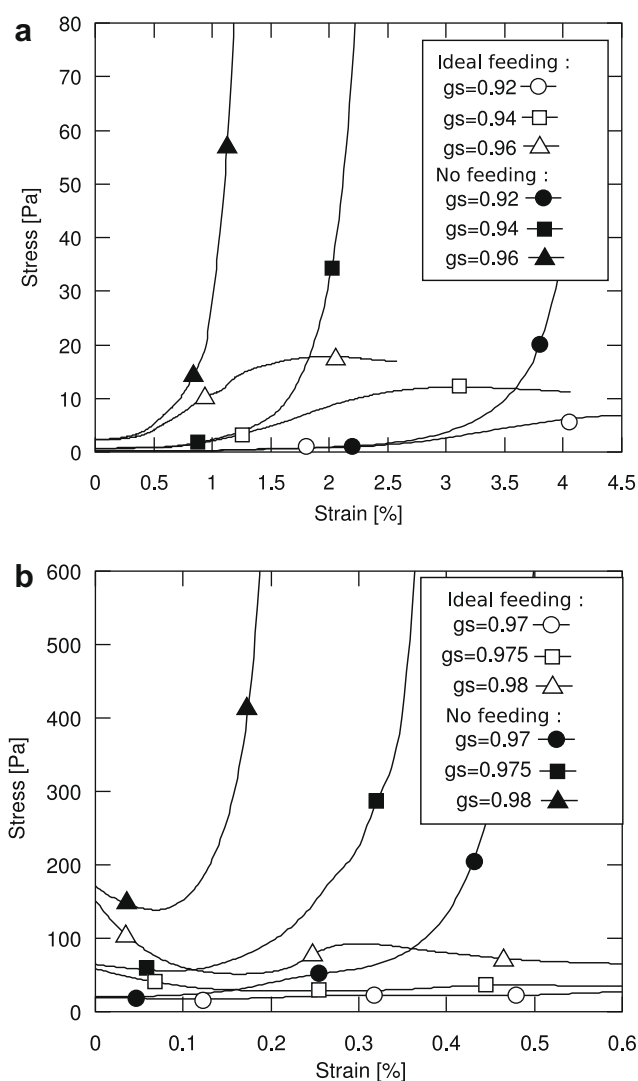 a
80
70
60
50
40
30
20
10
0
Stress [Pa]
0 0.5 1 1.5 2 2.5 3 3.5 4 4.5
Strain [%]
Ideal feeding :
gs=0.92
gs=0.94
gs=0.96
No feeding :
gs=0.92
gs=0.94
gs=0.96
b
600
500
400
300
200
100
0
Stress [Pa]
0 0.1 0.2 0.3 0.4 0.5 0.6
Strain [%]
Ideal feeding :
gs=0.97
gs=0.975
gs=0.98
No feeding :
gs=0.97
gs=0.975
gs=0.98